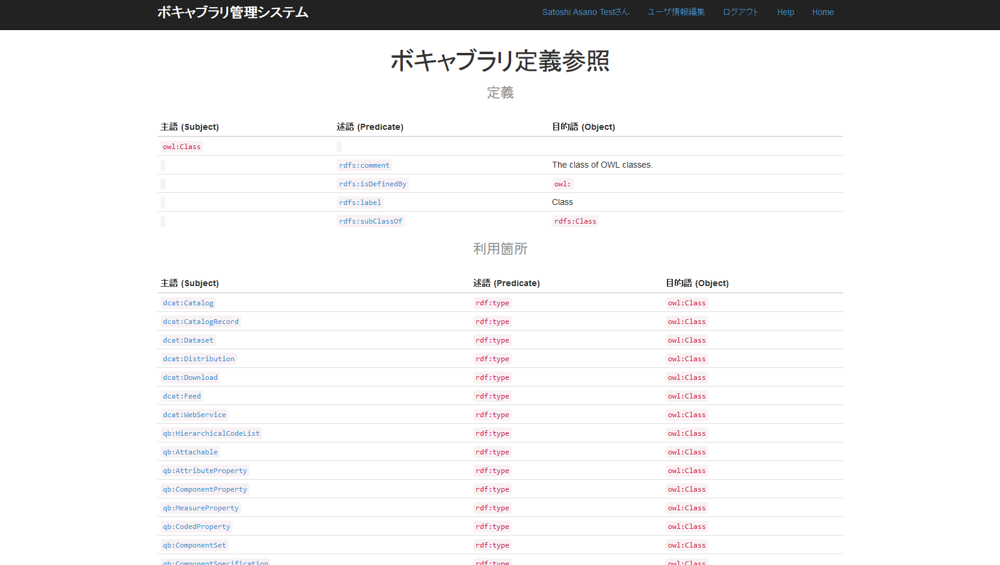 ボキャブラリ管理システム Satoshi Asano Testさん ユーザ情報編集 ログアウト Help Home
ボキャブラリ定義参照
定義
主語 (Subject) 述語 (Predicate) 目的語 (Object)
owl:Class
rdfs:comment The class of OWL classes.
rdfs:isDefinedBy owl:
rdfs:label Class
rdfs:subClassOf rdfs:Class
利用箇所
主語 (Subject) 述語 (Predicate) 目的語 (Object)
dcat:Catalog rdf:type owl:Class
dcat:CatalogRecord rdf:type owl:Class
dcat:Dataset rdf:type owl:Class
dcat:Distribution rdf:type owl:Class
dcat:Download rdf:type owl:Class
dcat:Feed rdf:type owl:Class
dcat:WebService rdf:type owl:Class
qb:HierarchicalCodeList rdf:type owl:Class
qb:Attachable rdf:type owl:Class
qb:AttributeProperty rdf:type owl:Class
qb:ComponentProperty rdf:type owl:Class
qb:MeasureProperty rdf:type owl:Class
qb:CodedProperty rdf:type owl:Class
qb:ComponentSet rdf:type owl:Class
qb:ComponentSpecification rdf:type owl:Class